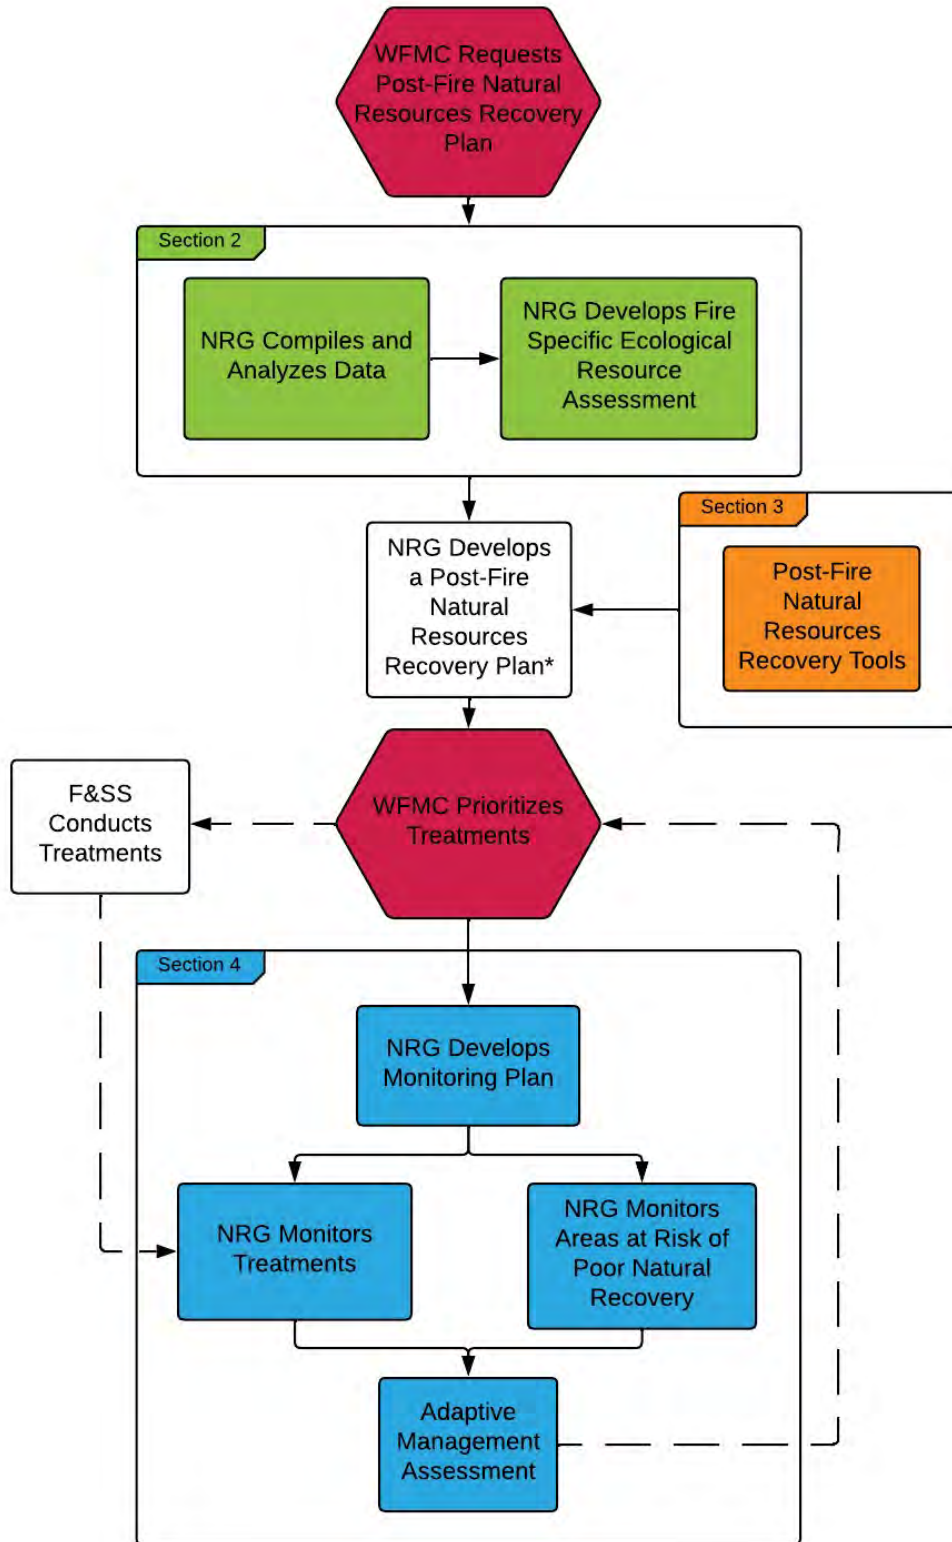 WFMC Requests
Post-Fire Natural
Resources Recovery
Plan
Section 2
NRG Compiles and
Analyzes Data
NRG Develops Fire
Specific Ecological
Resource
Assessment
NRG Develops
a Post-Fire
Natural
Resources
Recovery Plan*
Section 3
Post-Fire
Natural
Resources
Recovery Tools
F&SS
Conducts
Treatments
WFMC Prioritizes
Treatments
Section 4
NRG Develops
Monitoring Plan
NRG Monitors
Treatments
NRG Monitors
Areas at Risk of
Poor Natural
Recovery
Adaptive
Management
Assessment